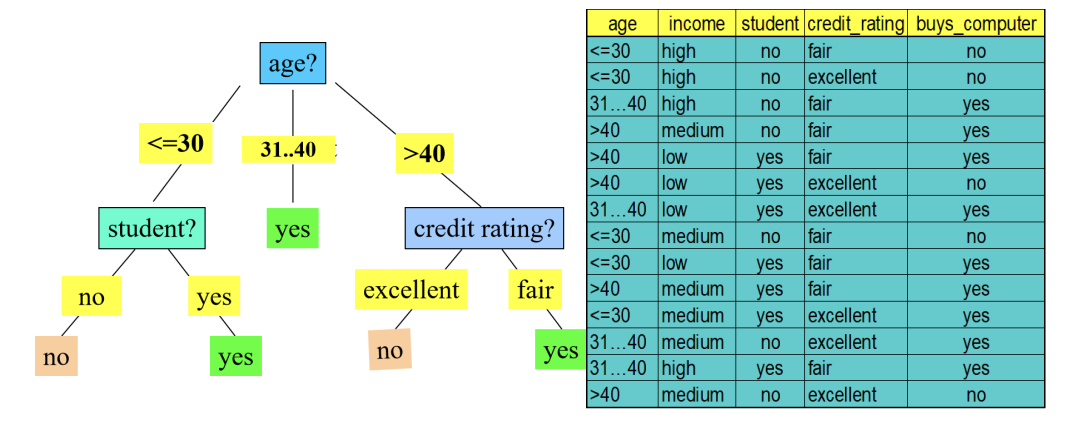 age?
<=30
31..40
>40
student?
yes
credit rating?
no
yes
excellent
fair
no
yes
no
yes
age income student credit_rating buys_computer
<=30 high no fair no
<=30 high no excellent no
31…40 high no fair yes
>40 medium no fair yes
>40 low yes fair yes
>40 low yes excellent no
31…40 low yes excellent yes
<=30 medium no fair no
<=30 low yes fair yes
>40 medium yes fair yes
<=30 medium yes excellent yes
31…40 medium no excellent yes
31…40 high yes fair yes
>40 medium no excellent no